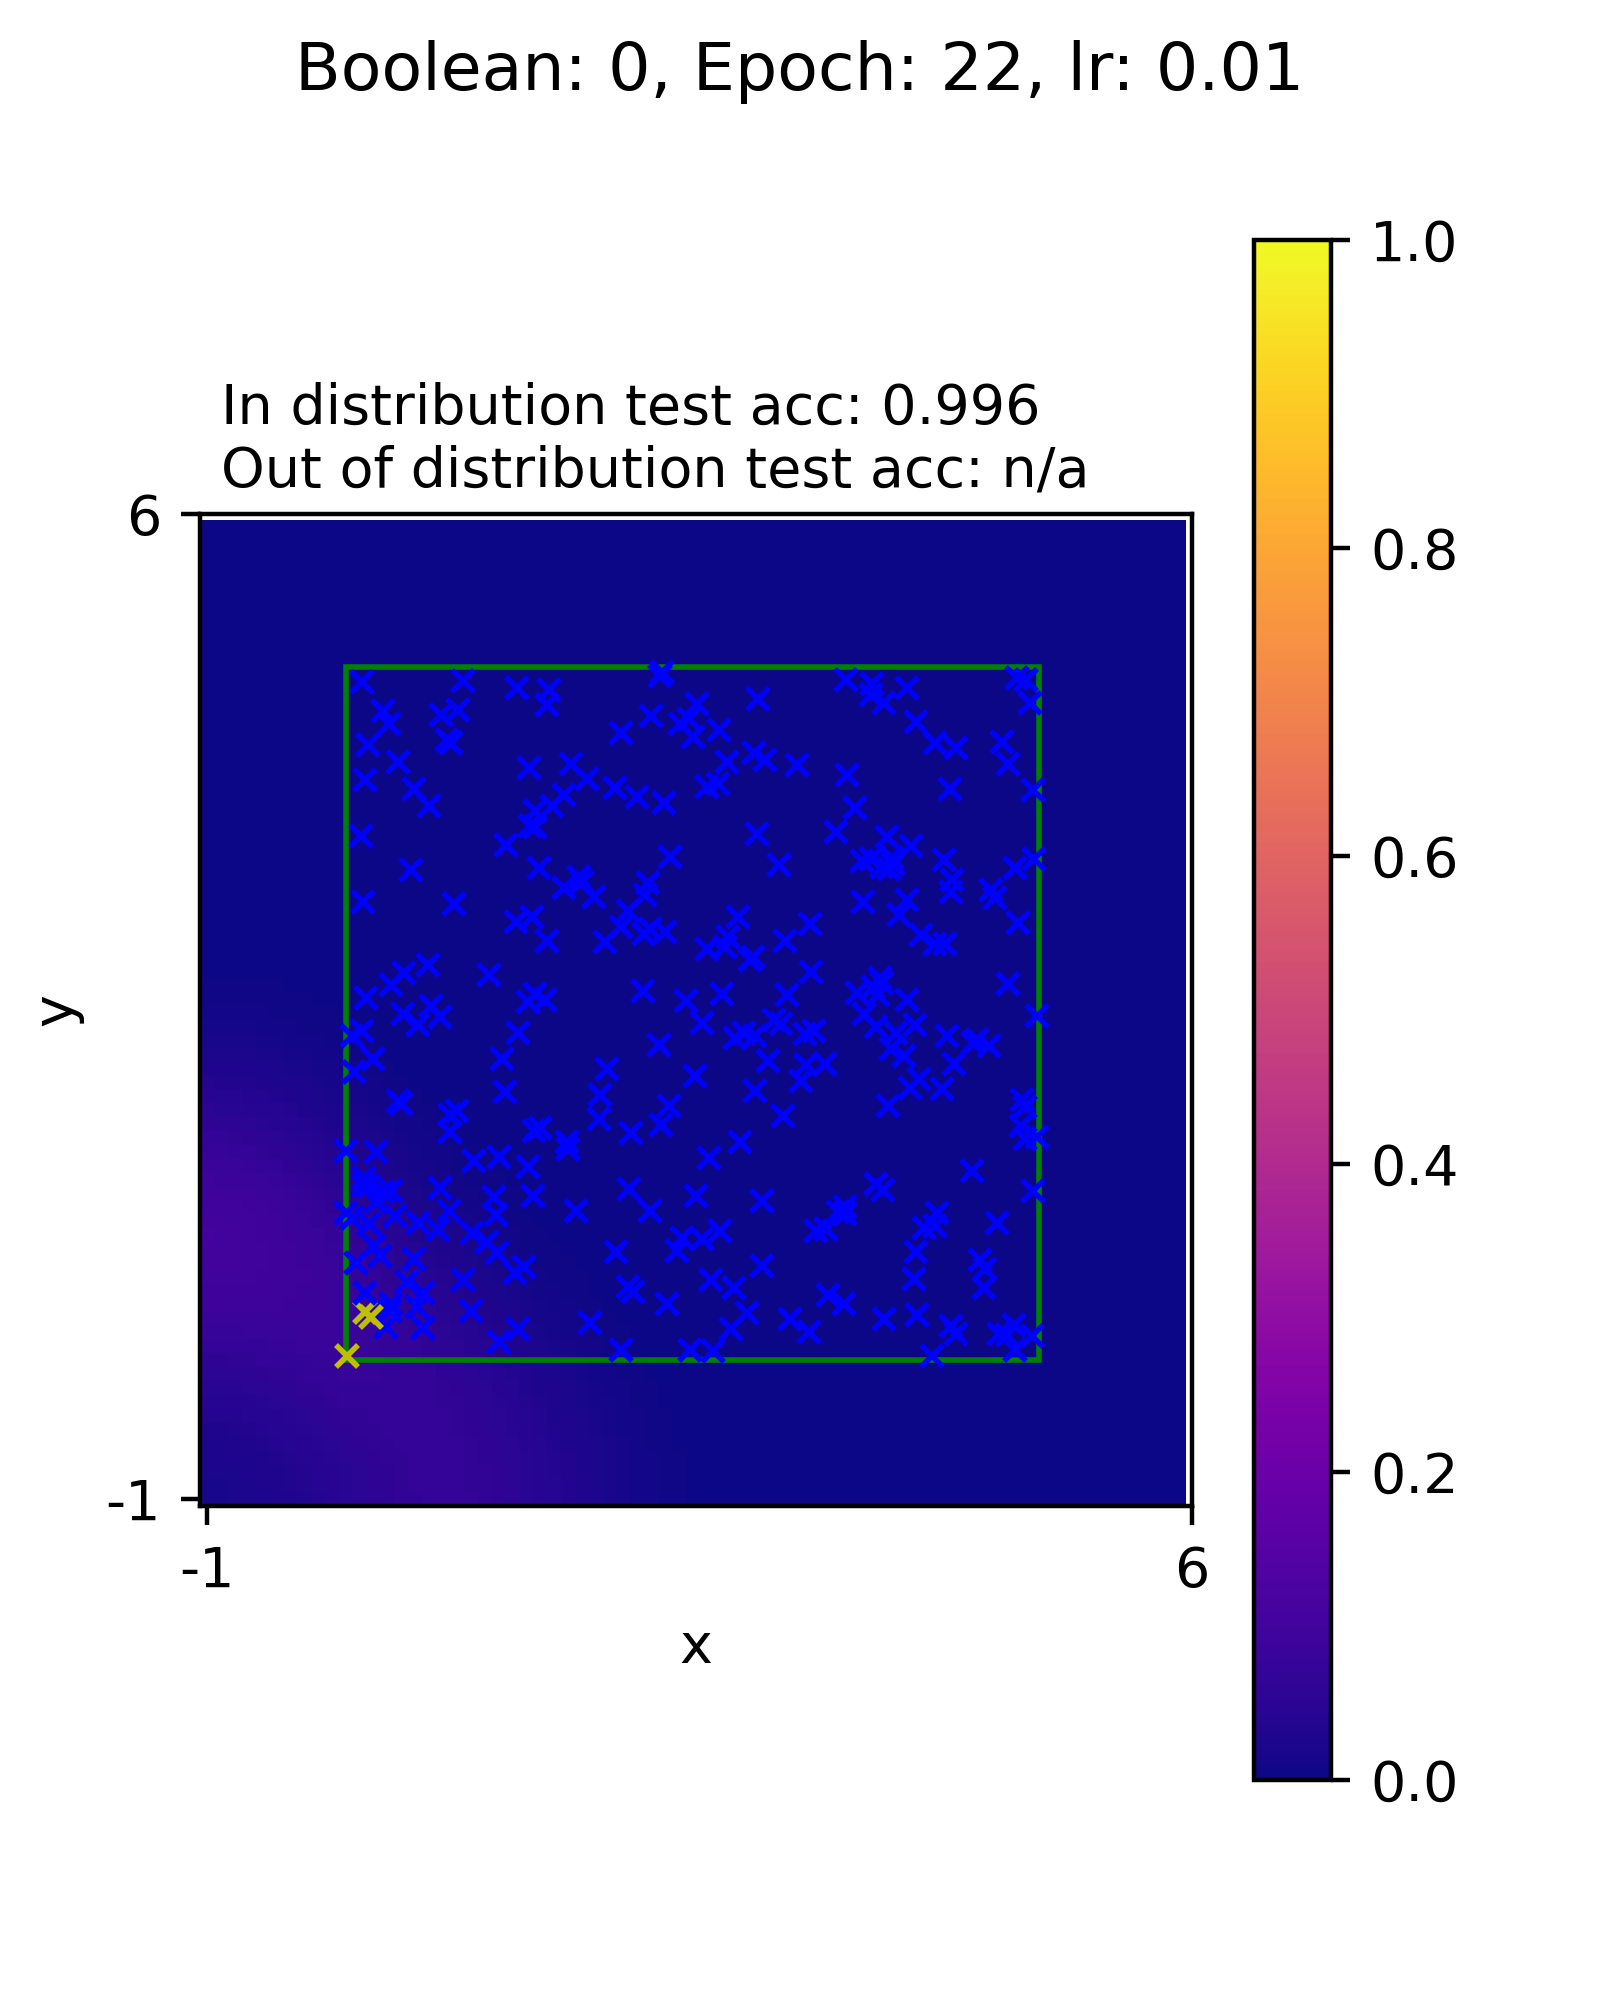 Boolean: 0, Epoch: 22, lr: 0.01
In distribution test acc: 0.996
Out of distribution test acc: n/a
6
y
-1
-1
6
x
1.0
0.8
0.6
0.4
0.2
0.0